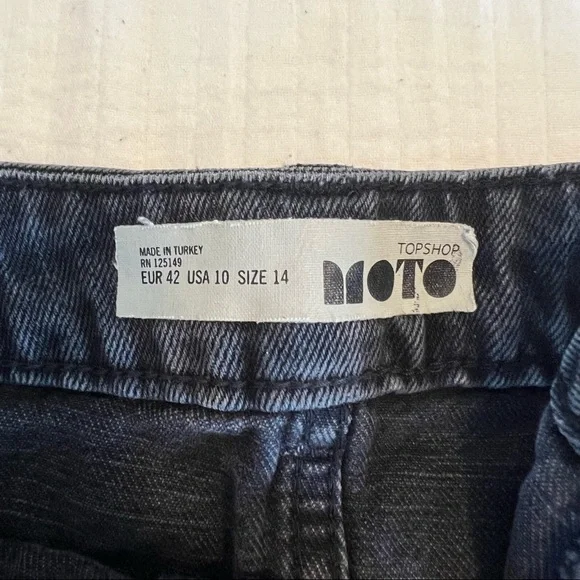 MADE IN TURKEY
RN 125149
EUR 42 USA 10 SIZE 14
TOPSHOP
MOTO